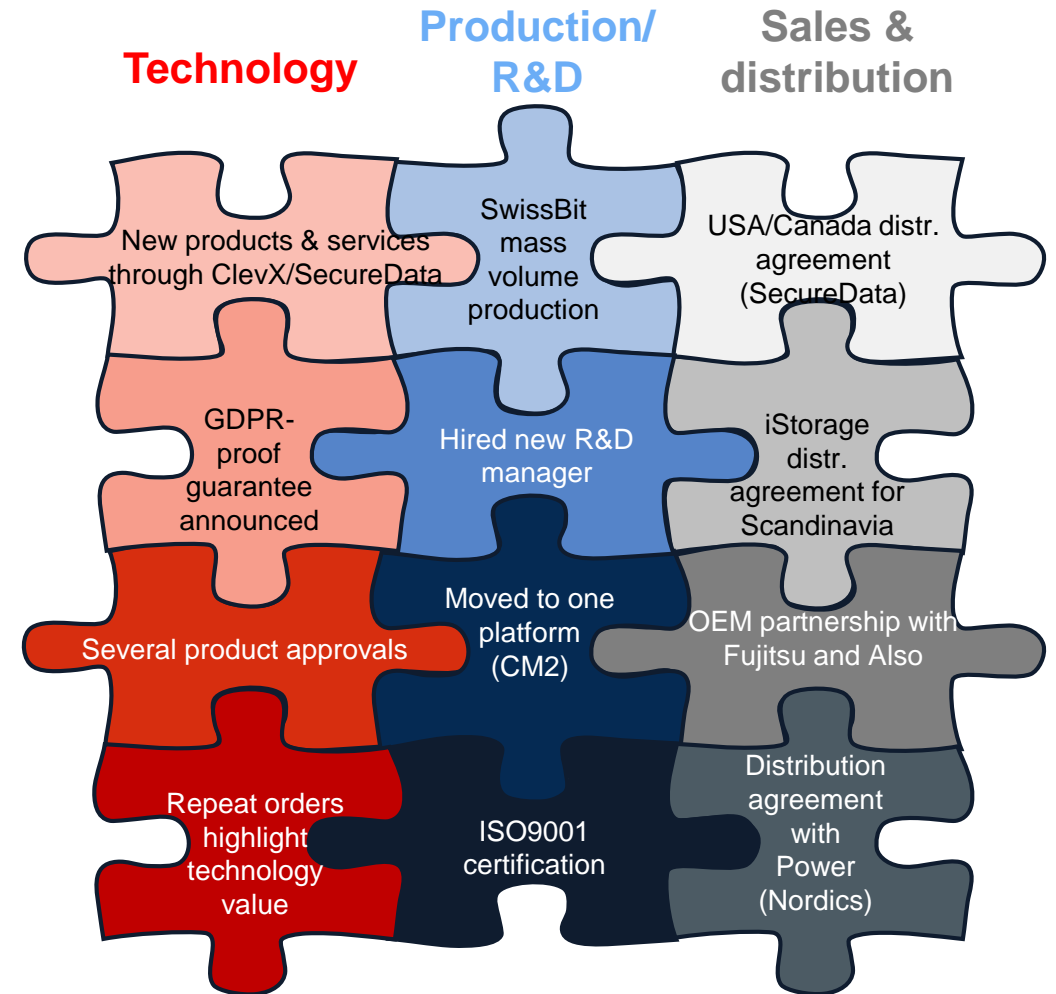 Technology
Production/
R&D
Sales &
distribution
New products & services
through ClevX/SecureData
SwissBit
mass
volume
production
USA/Canada distr.
agreement
(SecureData)
GDPR-
proof
guarantee
announced
Hired new R&D
manager
iStorage
distr.
agreement for
Scandinavia
Several product approvals
Moved to one
platform
(CM2)
OEM partnership with
Fujitsu and Also
Repeat orders
highlight
technology
value
ISO9001
certification
Distribution
agreement
with
Power
(Nordics)